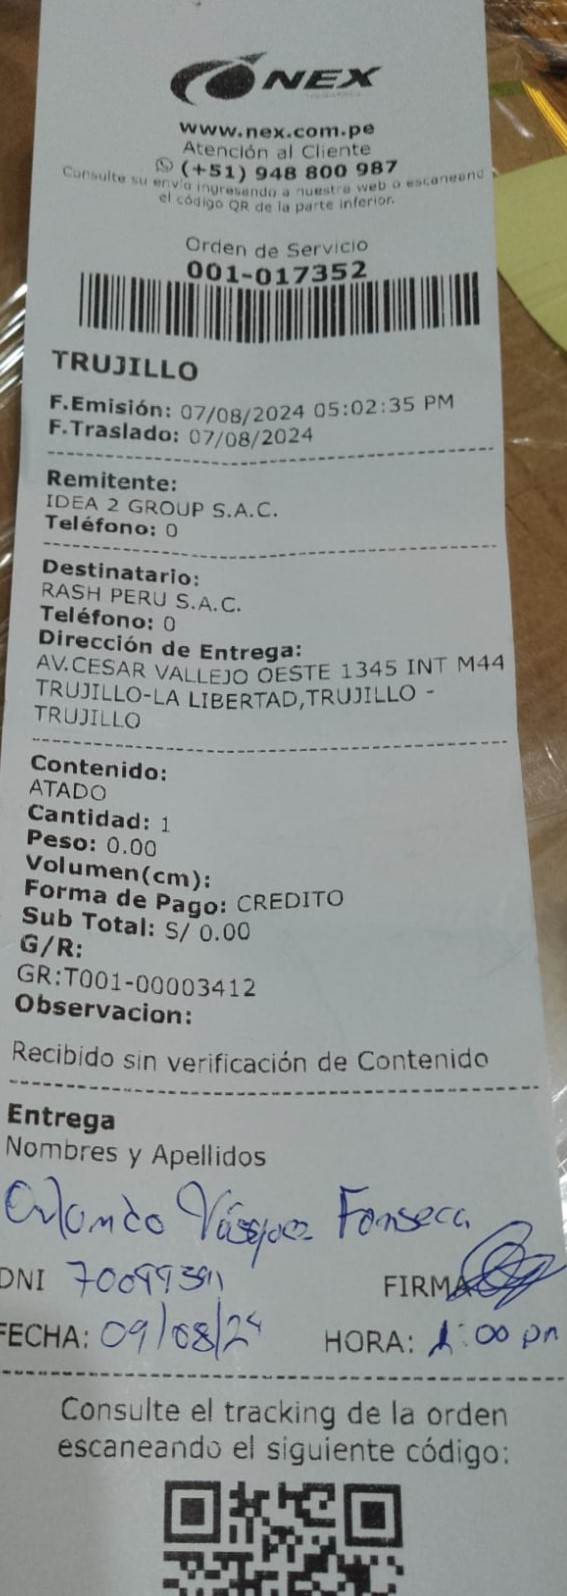 NEX
www.nex.com.pe
Atención al Cliente
(+51) 948 800 987
Consulte su envío ingresando a nuestra web o escaneand
el código QR de la parte inferior.
Orden de Servicio
001-017352
TRUJILLO
F.Emisión: 07/08/2024 05:02:35 PM
F.Traslado: 07/08/2024
Remitente:
IDEA 2 GROUP S.A.C.
Teléfono: 0
Destinatario:
RASH PERU S.A.C.
Teléfono: 0
Dirección de Entrega:
AV.CESAR VALLEJO OESTE 1345 INT M44
TRUJILLO-LA LIBERTAD,TRUJILLO -
TRUJILLO
Contenido:
ATADO
Cantidad: 1
Peso: 0.00
Volumen(cm):
Forma de Pago: CREDITO
Sub Total: S/ 0.00
G/R:
GR:T001-00003412
Observacion:
Recibido sin verificación de Contenido
Entrega
Nombres y Apellidos
Orlando Vásquez Fonseca
DNI FIRMA
FECHA: 09/08/24 HORA: :00 pm
Consulte el tracking de la orden
escaneando el siguiente código: